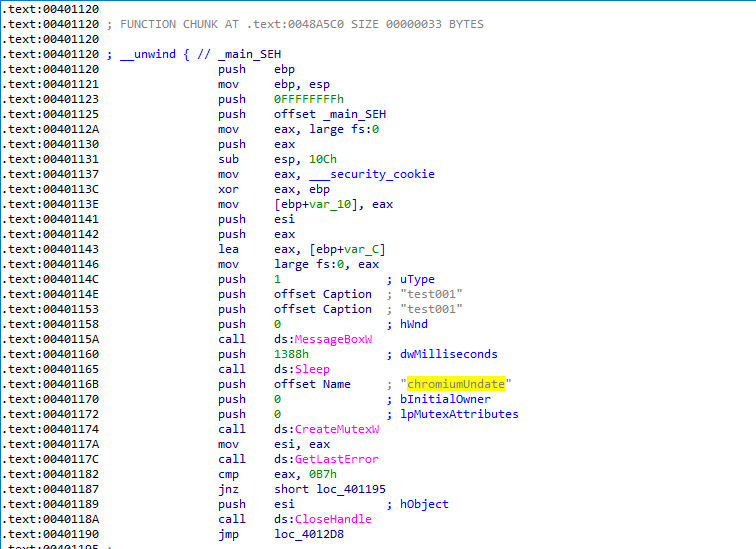 .text:00401120
.text:00401120 ; FUNCTION CHUNK AT .text:0048A5C0 SIZE 00000033 BYTES
.text:00401120
.text:00401120 ; __unwind { // _main_SEH
.text:00401120 push ebp
.text:00401121 mov ebp, esp
.text:00401123 push 0FFFFFFFFh
.text:00401125 push offset _main_SEH
.text:0040112A mov eax, large fs:0
.text:00401130 push eax
.text:00401131 sub esp, 10Ch
.text:00401137 mov eax, ___security_cookie
.text:0040113C xor eax, ebp
.text:0040113E mov [ebp+var_10], eax
.text:00401141 push esi
.text:00401142 push eax
.text:00401143 lea eax, [ebp+var_C]
.text:00401146 mov large fs:0, eax
.text:0040114C push 1 ; uType
.text:0040114E push offset Caption ; "test001"
.text:00401153 push offset Caption ; "test001"
.text:00401158 push 0 ; hWnd
.text:0040115A call ds:MessageBoxW
.text:00401160 push 1388h ; dwMilliseconds
.text:00401165 call ds:Sleep
.text:0040116B push offset Name ; "chromiumUndate"
.text:00401170 push 0 ; bInitialOwner
.text:00401172 push 0 ; lpMutexAttributes
.text:00401174 call ds:CreateMutexW
.text:0040117A mov esi, eax
.text:0040117C call ds:GetLastError
.text:00401182 cmp eax, 0B7h
.text:00401187 jnz short loc_401195
.text:00401189 push esi ; hObject
.text:0040118A call ds:CloseHandle
.text:00401190 jmp loc_4012D8
.text:00401195 ;